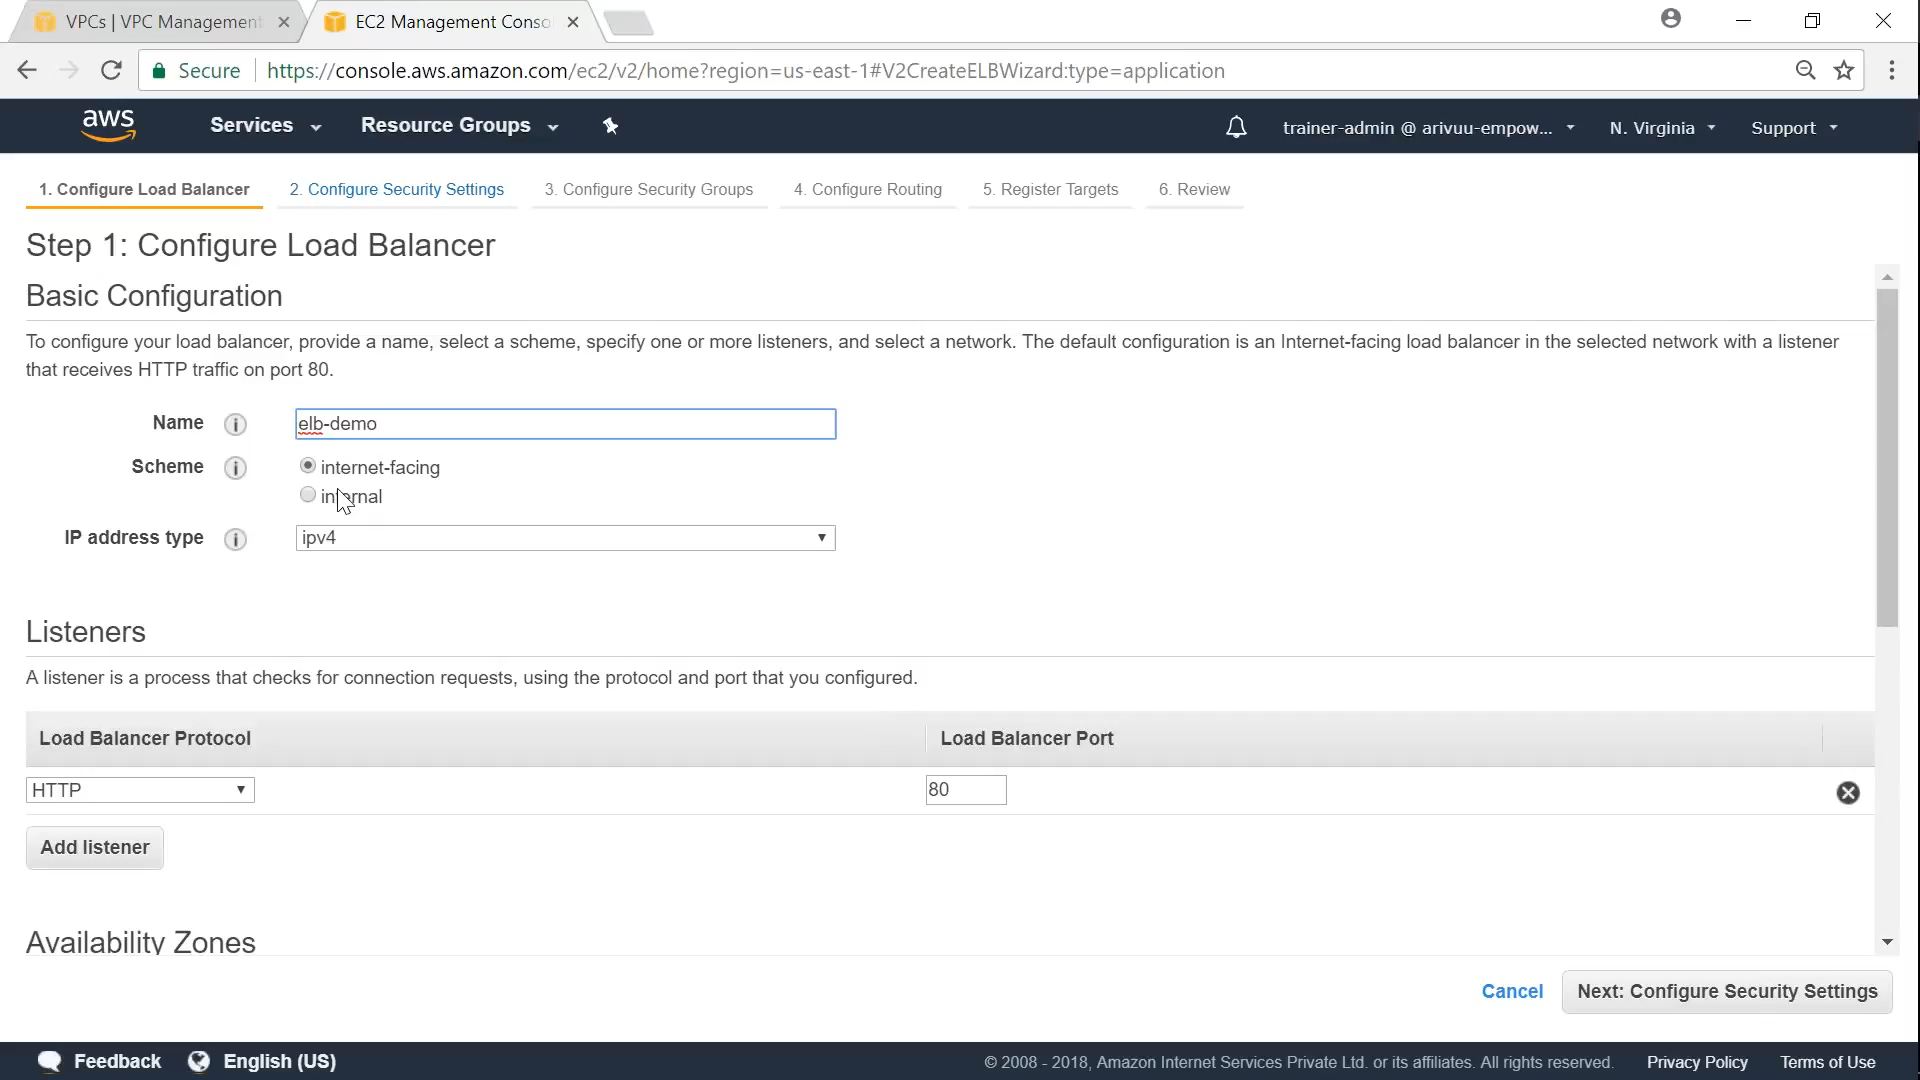 VPCs | VPC Management
EC2 Management Conso
Secure
https://console.aws.amazon.com/ec2/v2/home?region=us-east-1#V2CreateELBWizard:type=application
aws
Services
Resource Groups
trainer-admin @ arivuu-empow...
N. Virginia
Support
1. Configure Load Balancer
2. Configure Security Settings
3. Configure Security Groups
4. Configure Routing
5. Register Targets
6. Review
Step 1: Configure Load Balancer
Basic Configuration
To configure your load balancer, provide a name, select a scheme, specify one or more listeners, and select a network. The default configuration is an Internet-facing load balancer in the selected network with a listener
that receives HTTP traffic on port 80.
Name
elb-demo
Scheme
internet-facing
internal
IP address type
ipv4
Listeners
A listener is a process that checks for connection requests, using the protocol and port that you configured.
Load Balancer Protocol
Load Balancer Port
HTTP
80
Add listener
Availability Zones
Cancel
Next: Configure Security Settings
Feedback
English (US)
© 2008 - 2018, Amazon Internet Services Private Ltd. or its affiliates. All rights reserved.
Privacy Policy
Terms of Use